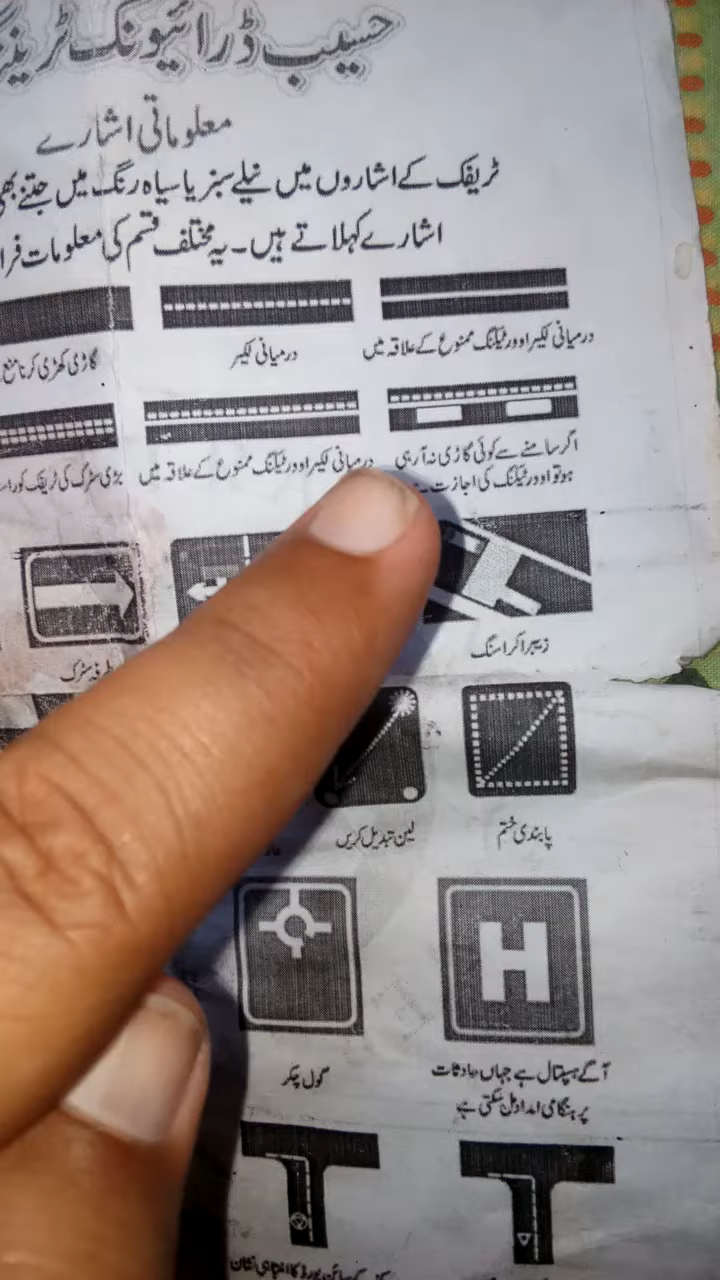 حسیب ڈرائیونگ
معلوماتی اشارے
ٹریفک کے اشاروں میں نیلے سبز یا سیاہ رنگ میں جتنے بھی
اشارے کہلاتے ہیں۔ یہ مختلف قسم کی معلومات
درمیانی لکیر اوورٹیکنگ ممنوع کے علاقہ میں
درمیانی لکیر
گاڑی کھڑی کرنا منع
اگر سامنے سے کوئی گاڑی نہ آ رہی
ہو تو اوورٹیکنگ کی اجازت
درمیانی لکیر اوورٹیکنگ ممنوع کے علاقہ میں
بڑی سڑک کی ٹریفک کو
زیبرا کراسنگ
طرفہ سڑک
پابندی ختم
لین تبدیل کریں
H
آگے ہسپتال ہے جہاں حادثات
پر ہنگامی امداد مل سکتی ہے
گول چکر